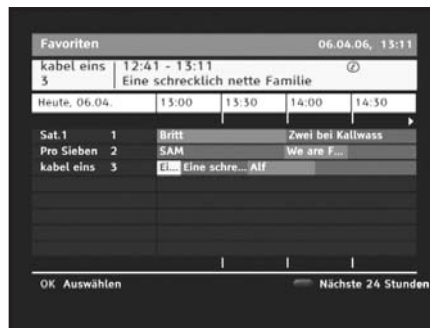 Favoriten 06.04.06, 13:11
kabel eins 12:41 - 13:11
3 Eine schrecklich nette Familie
Heute, 06.04. 13:00 13:30 14:00 14:30
Sat.1 1 Britt Zwei bei Kallwass
Pro Sieben 2 SAM We are F...
kabel eins 3 Ei... Eine schre... Alf
OK Auswählen Nächste 24 Stunden